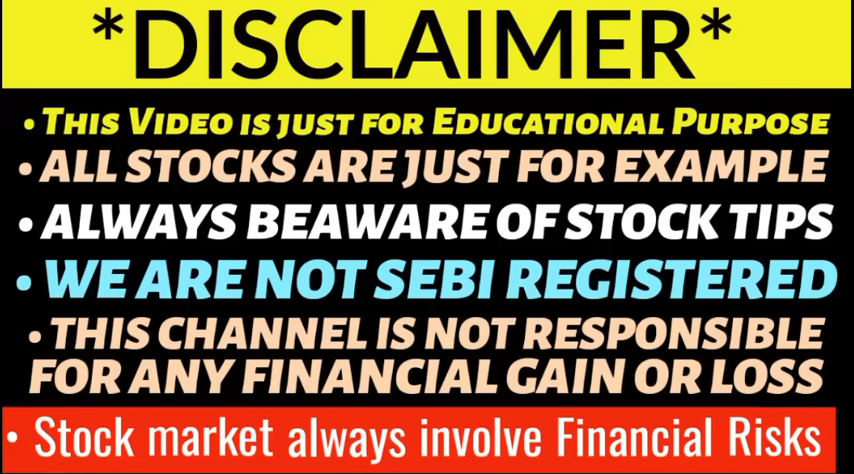 *DISCLAIMER*
• This Video is just for Educational Purpose
• ALL STOCKS ARE JUST FOR EXAMPLE
• ALWAYS BEAWARE OF STOCK TIPS
• WE ARE NOT SEBI REGISTERED
• THIS CHANNEL IS NOT RESPONSIBLE
FOR ANY FINANCIAL GAIN OR LOSS
• Stock market always involve Financial Risks